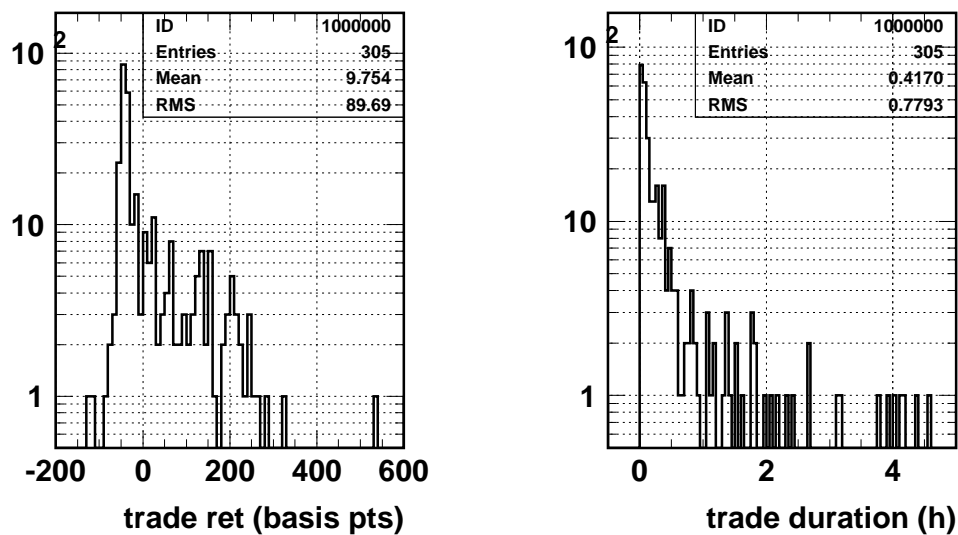 ID 1000000
Entries 305
Mean 9.754
RMS 89.69
10 2
10
1
-200 0 200 400 600
trade ret (basis pts)
ID 1000000
Entries 305
Mean 0.4170
RMS 0.7793
10 2
10
1
0 2 4
trade duration (h)